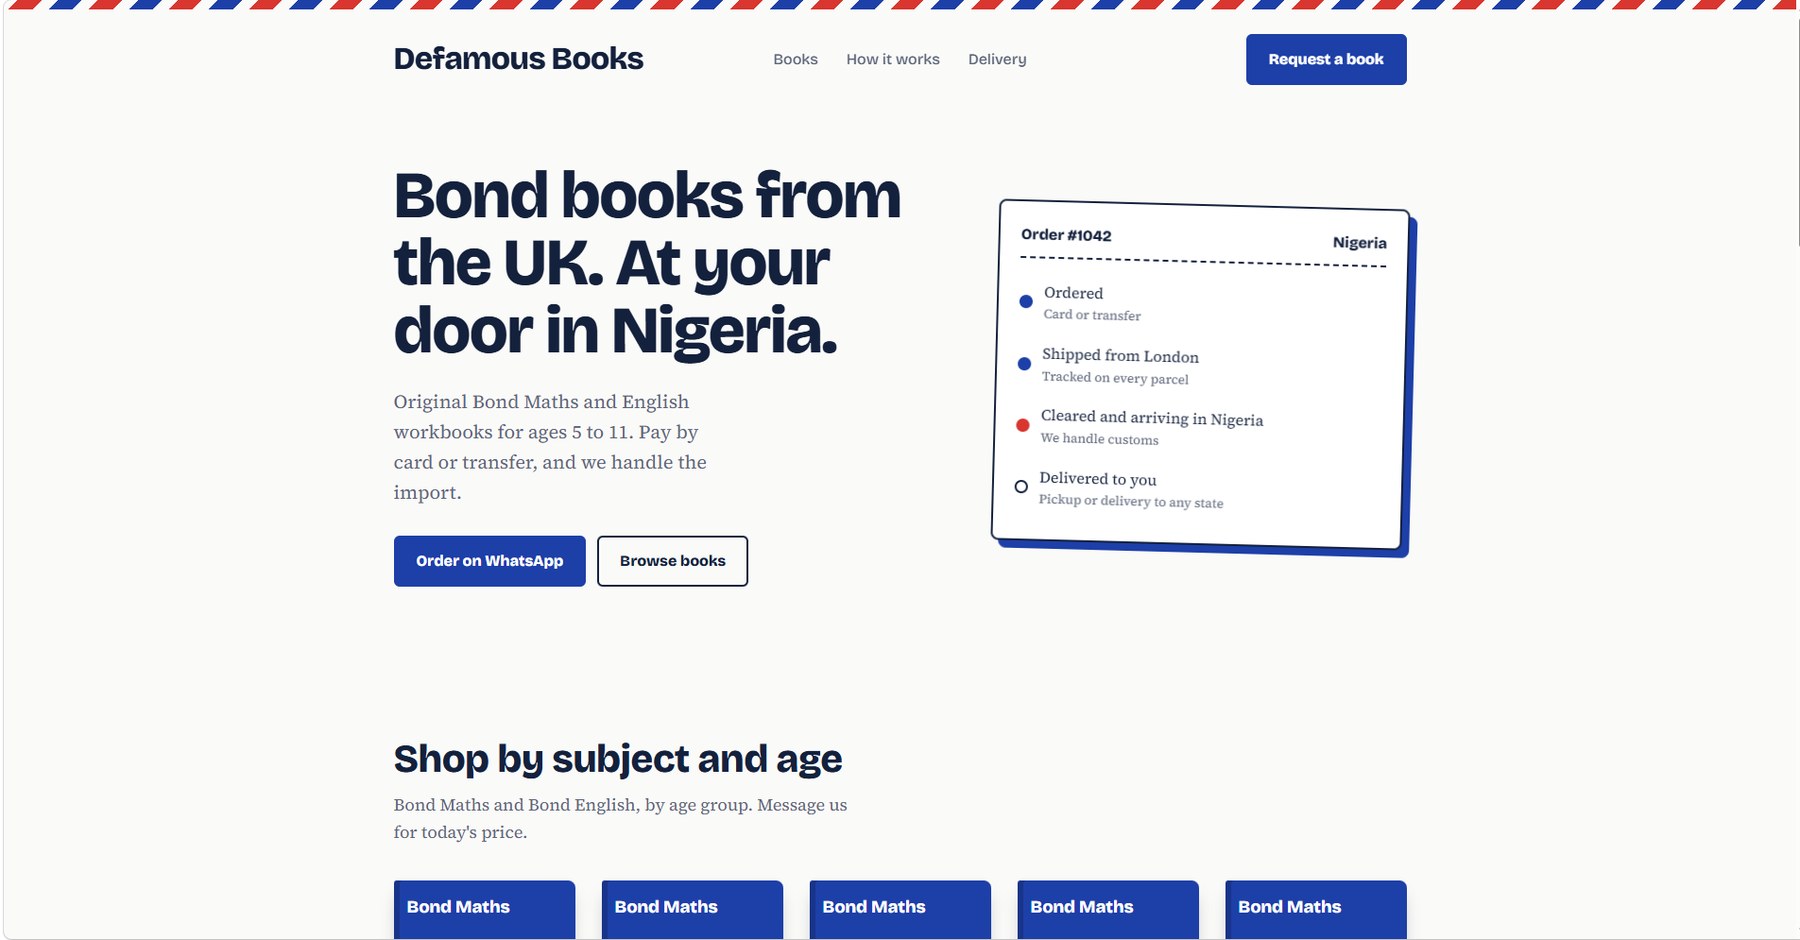 Defamous Books
Books
How it works
Delivery
Request a book
Bond books from
the UK. At your
door in Nigeria.
Original Bond Maths and English
workbooks for ages 5 to 11. Pay by
card or transfer, and we handle the
import.
Order on WhatsApp
Browse books
Order #1042
Nigeria
Ordered
Card or transfer
Shipped from London
Tracked on every parcel
Cleared and arriving in Nigeria
We handle customs
Delivered to you
Pickup or delivery to any state
Shop by subject and age
Bond Maths and Bond English, by age group. Message us
for today's price.
Bond Maths
Bond Maths
Bond Maths
Bond Maths
Bond Maths